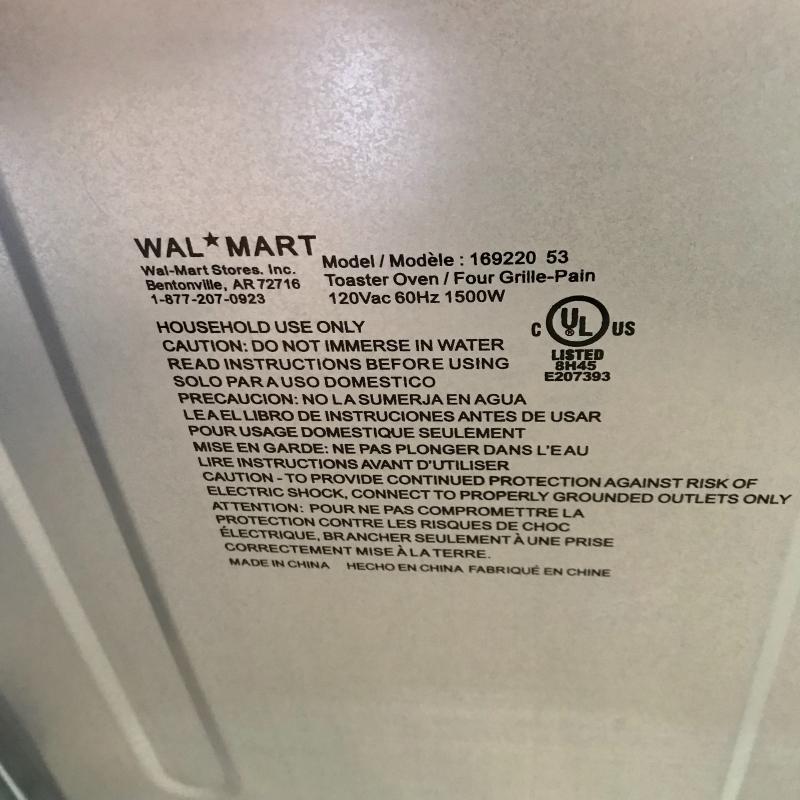 WAL★MART
Wal-Mart Stores, Inc.
Bentonville, AR 72716
1-877-207-0923
Model / Modèle : 169220 53
Toaster Oven / Four Grille-Pain
120Vac 60Hz 1500W
C UL® US
LISTED
8H45
E207393
HOUSEHOLD USE ONLY
CAUTION: DO NOT IMMERSE IN WATER
READ INSTRUCTIONS BEFORE USING
SOLO PARA USO DOMESTICO
PRECAUCION: NO LA SUMERJA EN AGUA
LEA EL LIBRO DE INSTRUCIONES ANTES DE USAR
POUR USAGE DOMESTIQUE SEULEMENT
MISE EN GARDE: NE PAS PLONGER DANS L'EAU
LIRE INSTRUCTIONS AVANT D'UTILISER
CAUTION - TO PROVIDE CONTINUED PROTECTION AGAINST RISK OF
ELECTRIC SHOCK, CONNECT TO PROPERLY GROUNDED OUTLETS ONLY
ATTENTION: POUR NE PAS COMPROMETTRE LA
PROTECTION CONTRE LES RISQUES DE CHOC
ÉLECTRIQUE, BRANCHER SEULEMENT À UNE PRISE
CORRECTEMENT MISE À LA TERRE.
MADE IN CHINA HECHO EN CHINA FABRIQUÉ EN CHINE